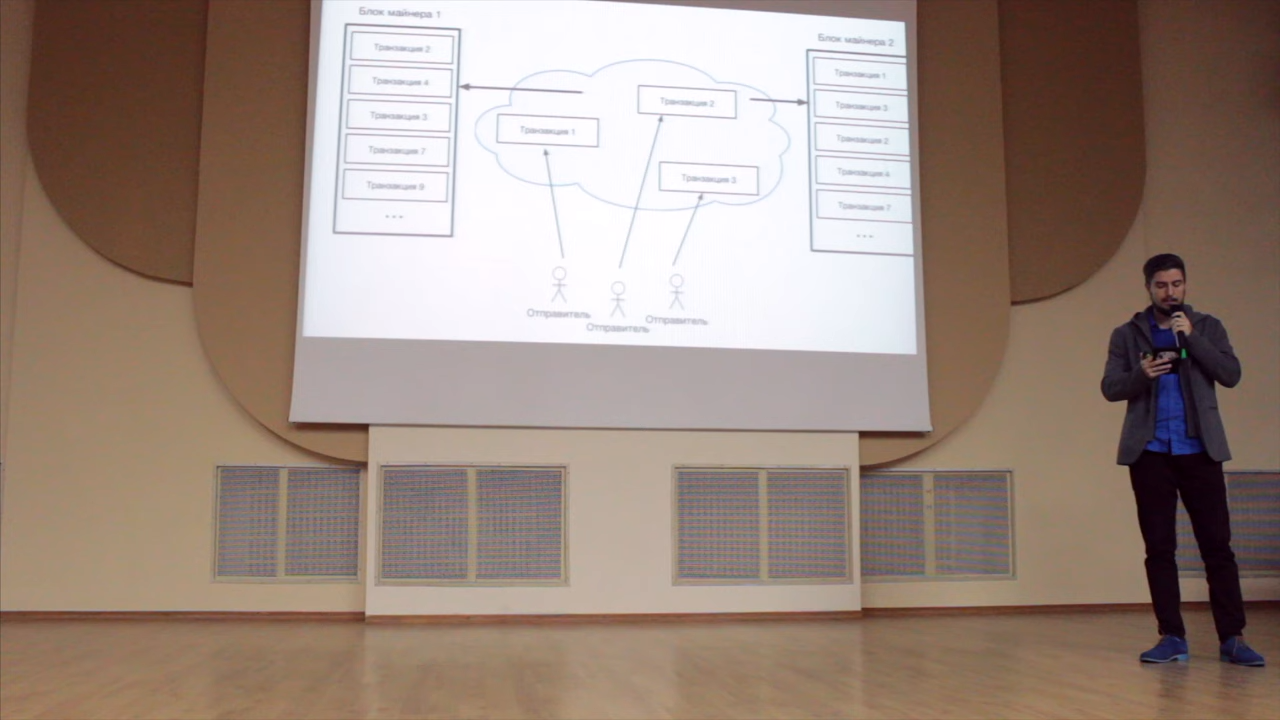 Блок майнера 1
Транзакция 2
Транзакция 4
Транзакция 3
Транзакция 7
Транзакция 9
...
Транзакция 1
Транзакция 2
Транзакция 3
Отправитель
Отправитель
Отправитель
Блок майнера 2
Транзакция 1
Транзакция 3
Транзакция 2
Транзакция 4
Транзакция 7
...